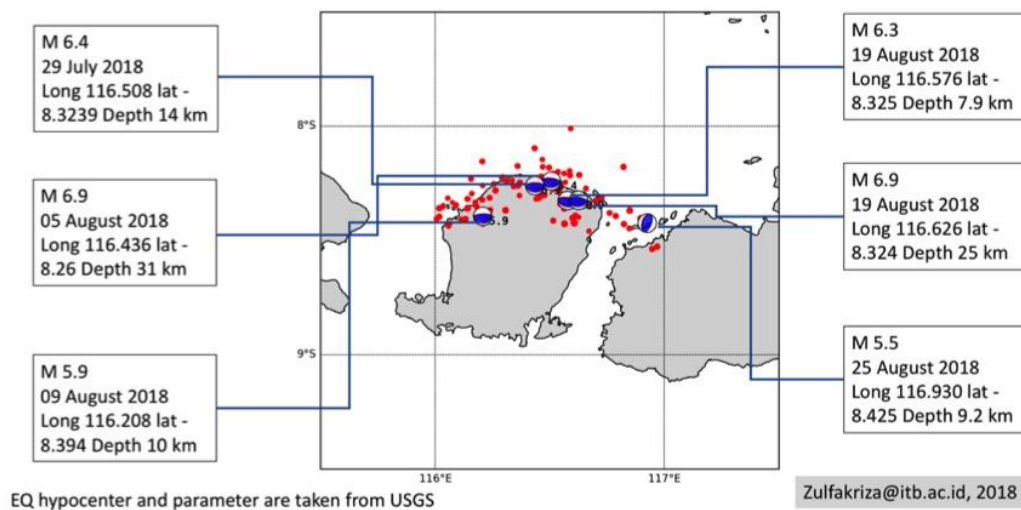 M 6.4
29 July 2018
Long 116.508 lat -
8.3239 Depth 14 km
M 6.9
05 August 2018
Long 116.436 lat -
8.26 Depth 31 km
M 5.9
09 August 2018
Long 116.208 lat -
8.394 Depth 10 km
8°S
9°S
5.9
116°E
117°E
M 6.3
19 August 2018
Long 116.576 lat -
8.325 Depth 7.9 km
M 6.9
19 August 2018
Long 116.626 lat -
8.324 Depth 25 km
M 5.5
25 August 2018
Long 116.930 lat -
8.425 Depth 9.2 km
EQ hypocenter and parameter are taken from USGS
Zulfakriza@itb.ac.id, 2018